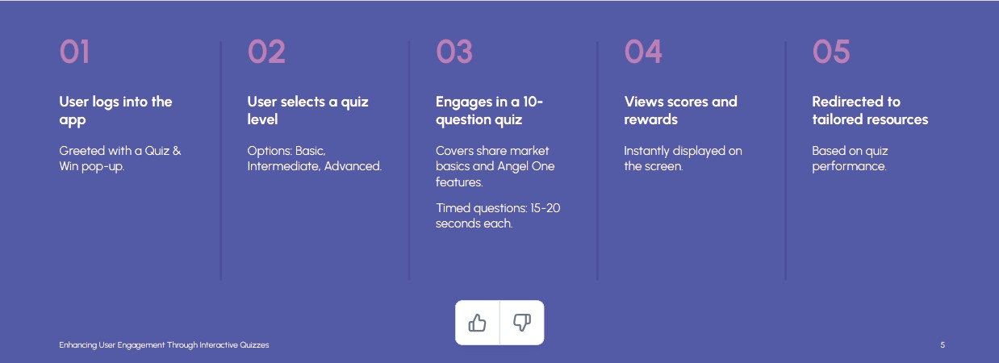 01
User logs into the
app
Greeted with a Quiz &
Win pop-up.
02
User selects a quiz
level
Options: Basic,
Intermediate, Advanced.
03
Engages in a 10-
question quiz
Covers share market
basics and Angel One
features.
Timed questions: 15-20
seconds each.
04
Views scores and
rewards
Instantly displayed on
the screen.
05
Redirected to
tailored resources
Based on quiz
performance.
Enhancing User Engagement Through Interactive Quizzes
5